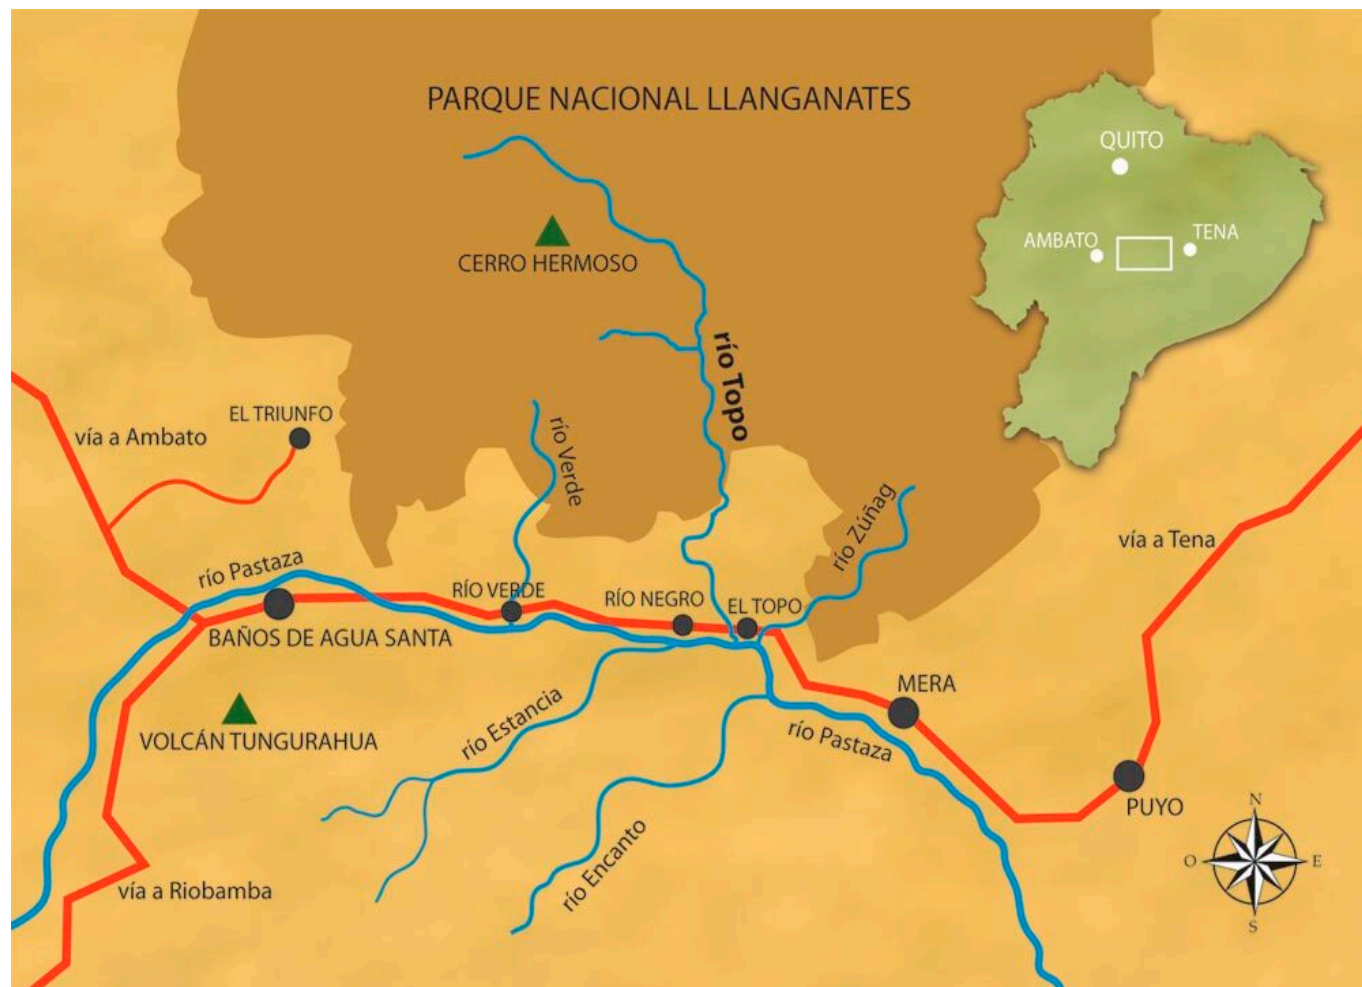 PARQUE NACIONAL LLANGANATES
QUITO
AMBATO
TENA
CERRO HERMOSO
río Topo
EL TRIUNFO
vía a Ambato
río Verde
río Zúñag
vía a Tena
río Pastaza
RÍO VERDE
RÍO NEGRO
EL TOPO
BAÑOS DE AGUA SANTA
MERA
VOLCÁN TUNGURAHUA
río Estancia
río Pastaza
PUYO
río Encanto
vía a Riobamba
N
O
E
S